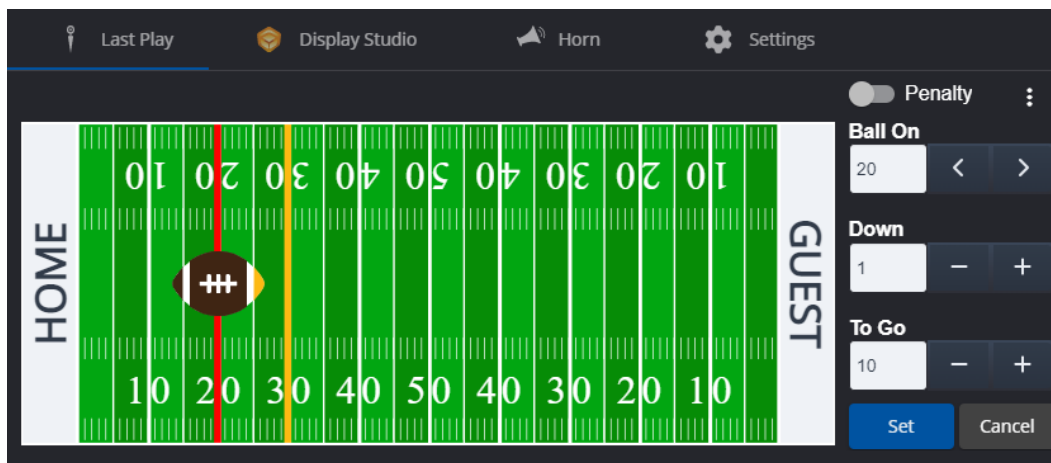 Last Play Display Studio Horn Settings
Penalty
Ball On
20
Down
1
To Go
10
Set Cancel
HOME
10 20 30 40 50 40 30 20 10
10 20 30 40 50 40 30 20 10
GUEST